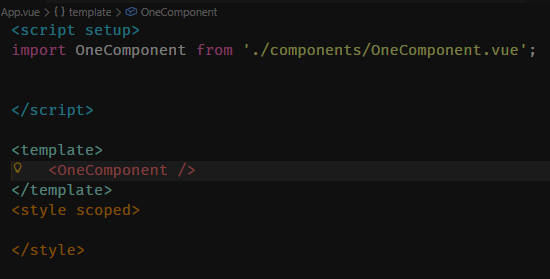 App.vue > {} template > OneComponent
<script setup>
import OneComponent from './components/OneComponent.vue';
</script>
<template>
<OneComponent />
</template>
<style scoped>
</style>